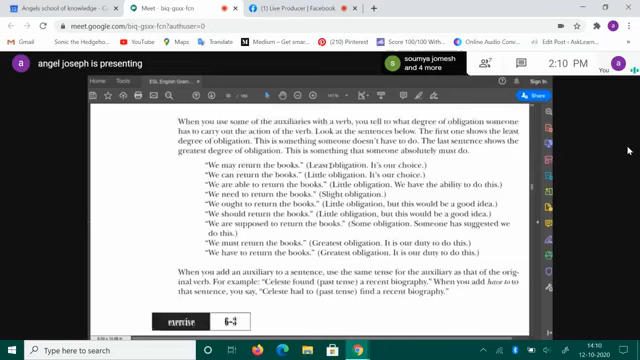 Angels school of knowledge - Cal
Meet - biq-gsxx-fcn
Live Producer | Facebook
meet.google.com/biq-gsxx-fcn?authuser=0
Sonic the Hedgehog...
YouTube
Maps
Translate
Medium – Get smar...
(210) Pinterest
Score 100/100 With...
Online Audio Conv...
Edit Post
AskLearn...
angel joseph is presenting
soumya jomesh
and 4 more
7
2:10 PM
You
Home Tools ESL English Gram... Sign In
Share
When you use some of the auxiliaries with a verb, you tell to what degree of obligation someone
has to carry out the action of the verb. Look at the sentences below. The first one shows the least
degree of obligation. This is something someone doesn't have to do. The last sentence shows
the greatest degree of obligation. This is something that someone absolutely must do.
"We may return the books." (Least obligation. It's our choice.)
"We can return the books." (Little obligation. It's our choice.)
"We are able to return the books." (Little obligation. We have the ability to do this.)
"We need to return the books." (Slight obligation.)
"We ought to return the books." (Little obligation, but this would be a good idea.)
"We should return the books." (Little obligation, but this would be a good idea.)
"We are supposed to return the books." (Some obligation. Someone has suggested we
do this.)
"We must return the books." (Greatest obligation. It is our duty to do this.)
"We have to return the books." (Greatest obligation. It is our duty to do this.)
When you add an auxiliary to a sentence, use the same tense for the auxiliary as that of the orig-
inal verb. For example: "Celeste found (past tense) a recent biography." When you add have to to
that sentence, you say, "Celeste had to (past tense) find a recent biography."
exercise 6-3
14:10
12-10-2020